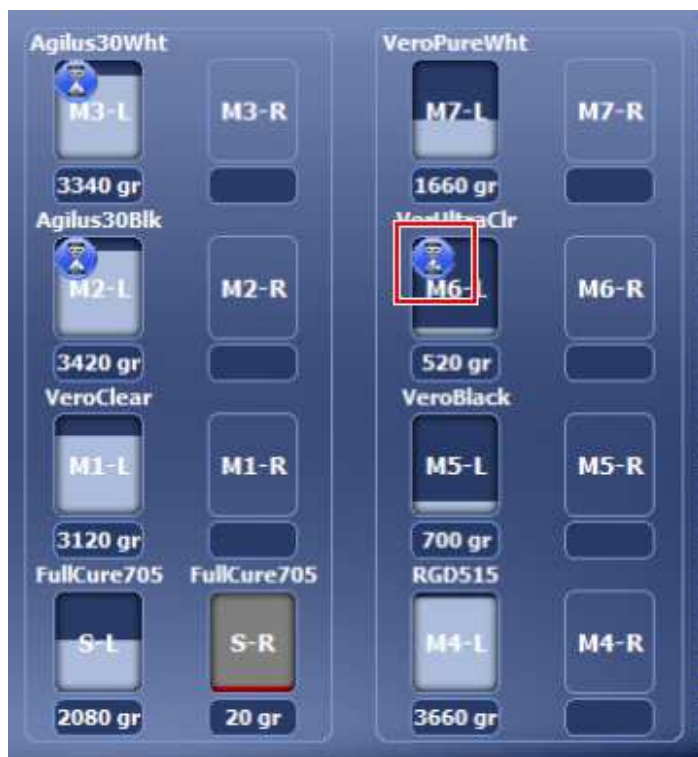 Agilus30Wht
VeroPureWht
M3-L
M3-R
M7-L
M7-R
3340 gr
1660 gr
Agilus30Blk
VerUltraClr
M2-L
M2-R
M6-L
M6-R
3420 gr
520 gr
VeroClear
VeroBlack
M1-L
M1-R
M5-L
M5-R
3120 gr
700 gr
FullCure705
FullCure705
RGD515
S-L
S-R
M4-L
M4-R
2080 gr
20 gr
3660 gr